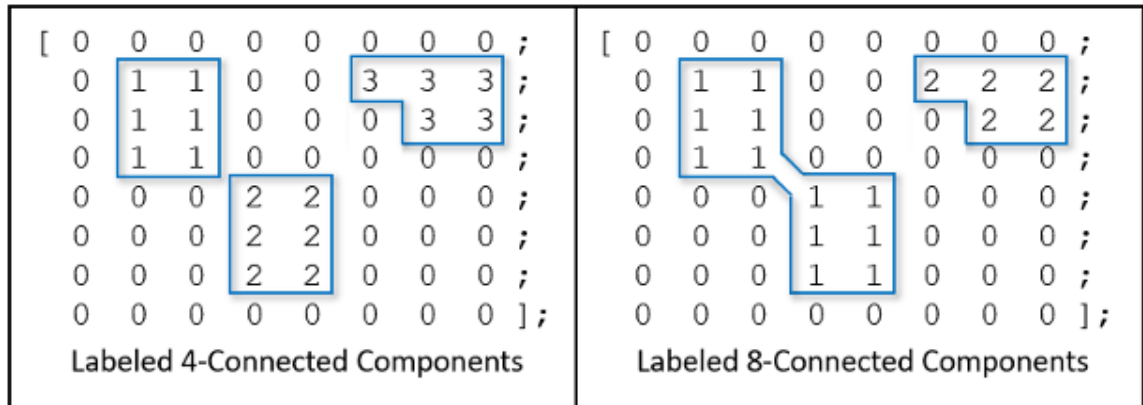 [ 0 0 0 0 0 0 0 0 ;
0 1 1 0 0 3 3 3 ;
0 1 1 0 0 0 3 3 ;
0 1 1 0 0 0 0 0 ;
0 0 0 2 2 0 0 0 ;
0 0 0 2 2 0 0 0 ;
0 0 0 2 2 0 0 0 ;
0 0 0 0 0 0 0 0 ];
Labeled 4-Connected Components
[ 0 0 0 0 0 0 0 0 ;
0 1 1 0 0 2 2 2 ;
0 1 1 0 0 0 2 2 ;
0 1 1 0 0 0 0 0 ;
0 0 0 1 1 0 0 0 ;
0 0 0 1 1 0 0 0 ;
0 0 0 1 1 0 0 0 ;
0 0 0 0 0 0 0 0 ];
Labeled 8-Connected Components